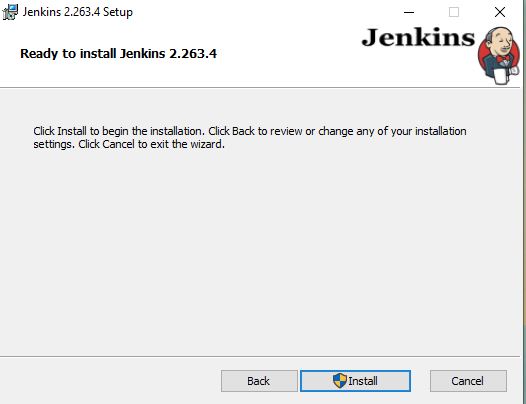 Jenkins 2.263.4 Setup
Jenkins
Ready to install Jenkins 2.263.4
Click Install to begin the installation. Click Back to review or change any of your installation
settings. Click Cancel to exit the wizard.
Back
Install
Cancel